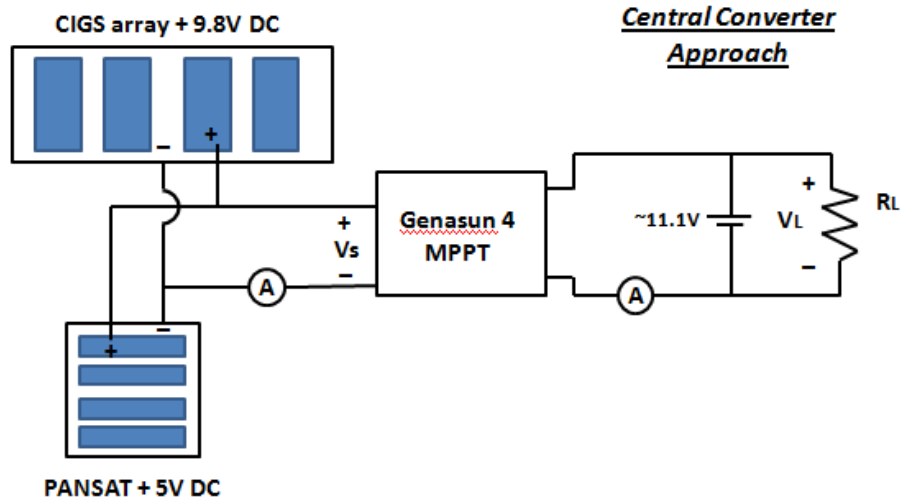 CIGS array + 9.8V DC
Central Converter
Approach
− +
+
Vs
−
Genasun 4
MPPT
A
~11.1V
+
VL
−
RL
A
−
+
PANSAT + 5V DC